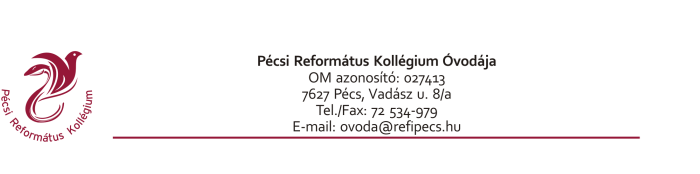 Pécsi Református Kollégium Óvodája
OM azonosító: 027413
7627 Pécs, Vadász u. 8/a
Tel./Fax: 72 534-979
E-mail: ovoda@refipecs.hu
Pécsi Református Kollégium